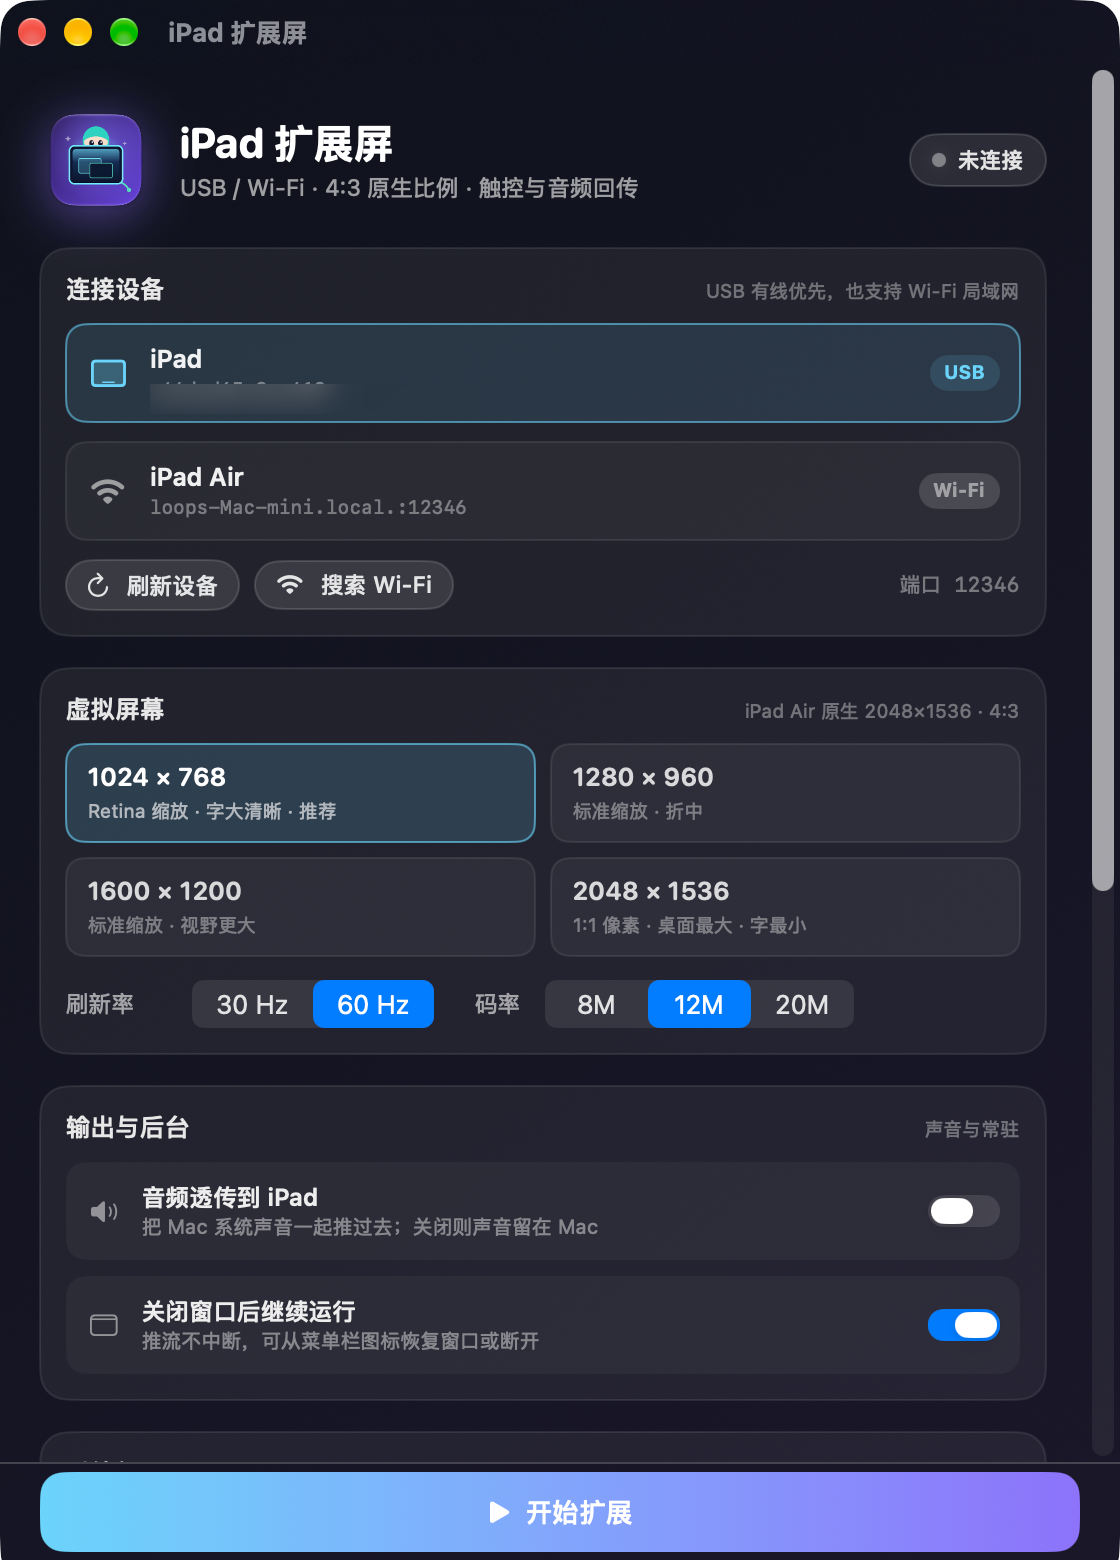 iPad 扩展屏
iPad 扩展屏
USB / Wi-Fi · 4:3 原生比例 · 触控与音频回传
未连接
连接设备
USB 有线优先，也支持 Wi-Fi 局域网
iPad
USB
iPad Air
loops-Mac-mini.local.:12346
Wi-Fi
刷新设备
搜索 Wi-Fi
端口 12346
虚拟屏幕
iPad Air 原生 2048×1536 · 4:3
1024 × 768
Retina 缩放 · 字大清晰 · 推荐
1280 × 960
标准缩放 · 折中
1600 × 1200
标准缩放 · 视野更大
2048 × 1536
1:1 像素 · 桌面最大 · 字最小
刷新率 30 Hz 60 Hz 码率 8M 12M 20M
输出与后台
声音与常驻
音频透传到 iPad
把 Mac 系统声音一起推过去；关闭则声音留在 Mac
关闭窗口后继续运行
推流不中断，可从菜单栏图标恢复窗口或断开
开始扩展